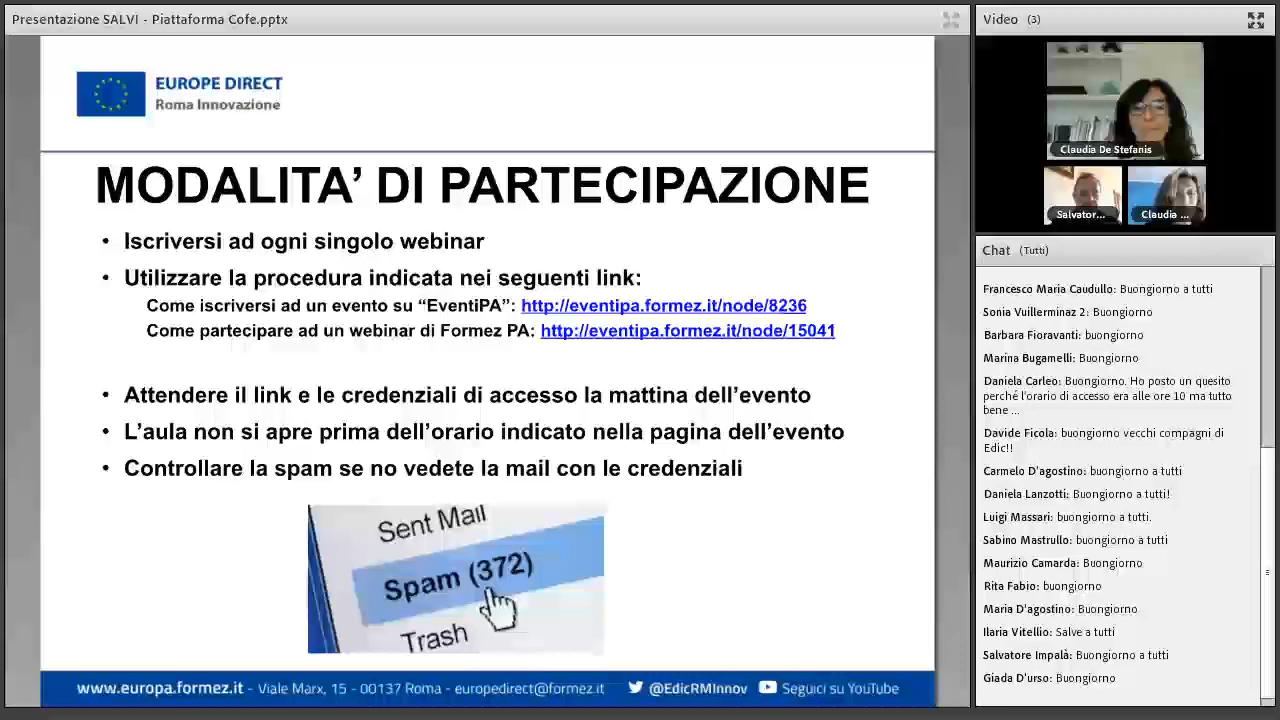 Presentazione SALVI - Piattaforma Cofe.pptx
EUROPE DIRECT
Roma Innovazione
MODALITA’ DI PARTECIPAZIONE
• Iscriversi ad ogni singolo webinar
• Utilizzare la procedura indicata nei seguenti link:
Come iscriversi ad un evento su “EventiPA”: http://eventipa.formez.it/node/8236
Come partecipare ad un webinar di Formez PA: http://eventipa.formez.it/node/15041
• Attendere il link e le credenziali di accesso la mattina dell’evento
• L’aula non si apre prima dell’orario indicato nella pagina dell’evento
• Controllare la spam se no vedete la mail con le credenziali
Sent Mail
Spam (372)
Trash
www.europa.formez.it - Viale Marx, 15 - 00137 Roma - europedirect@formez.it @EdicRMInnov Seguici su YouTube
Video (3)
Claudia De Stefanis
Salvator...
Claudia ...
Chat (Tutti)
Francesco Maria Caudullo: Buongiorno a tutti
Sonia Vuillerminaz 2: Buongiorno
Barbara Fioravanti: buongiorno
Marina Bugamelli: Buongiorno
Daniela Carleo: Buongiorno. Ho posto un quesito
perché l'orario di accesso era alle ore 10 ma tutto
bene ...
Davide Ficola: buongiorno vecchi compagni di
Edic!!
Carmelo D'agostino: buongiorno a tutti
Daniela Lanzotti: Buongiorno a tutti!
Luigi Massari: buongiorno a tutti.
Sabino Mastrullo: buongiorno a tutti
Maurizio Camarda: Buongiorno
Rita Fabio: buongiorno
Maria D'agostino: Buongiorno
Ilaria Vitellio: Salve a tutti
Salvatore Impalà: Buongiorno a tutti
Giada D'urso: Buongiorno